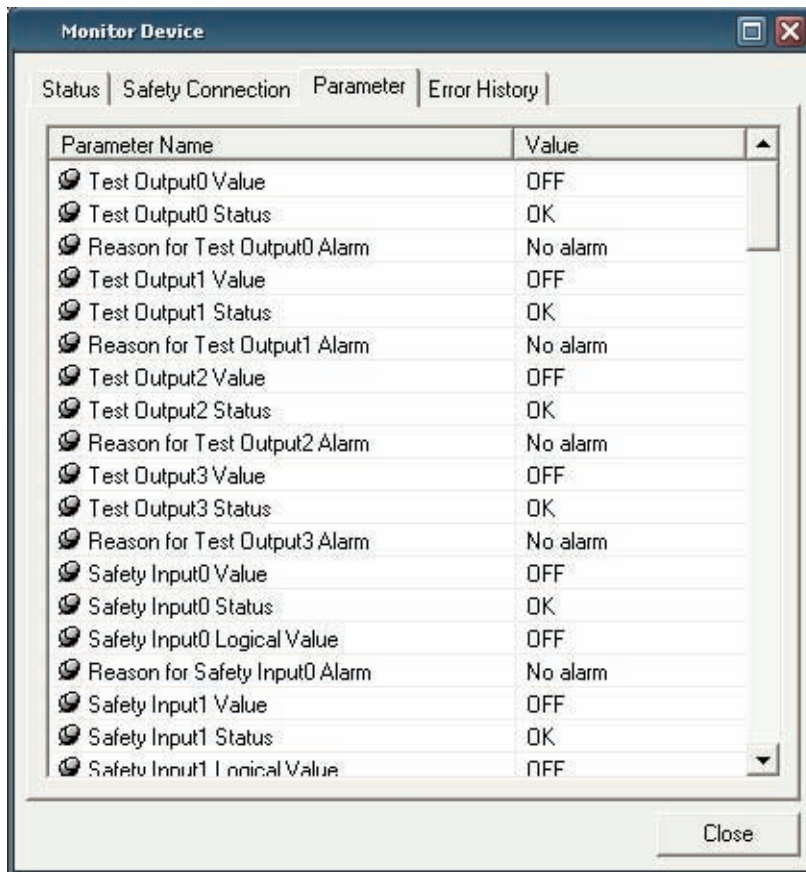 Monitor Device
Status Safety Connection Parameter Error History
Parameter Name Value
Test Output0 Value OFF
Test Output0 Status OK
Reason for Test Output0 Alarm No alarm
Test Output1 Value OFF
Test Output1 Status OK
Reason for Test Output1 Alarm No alarm
Test Output2 Value OFF
Test Output2 Status OK
Reason for Test Output2 Alarm No alarm
Test Output3 Value OFF
Test Output3 Status OK
Reason for Test Output3 Alarm No alarm
Safety Input0 Value OFF
Safety Input0 Status OK
Safety Input0 Logical Value OFF
Reason for Safety Input0 Alarm No alarm
Safety Input1 Value OFF
Safety Input1 Status OK
Safety Input1 Logical Value OFF
Close